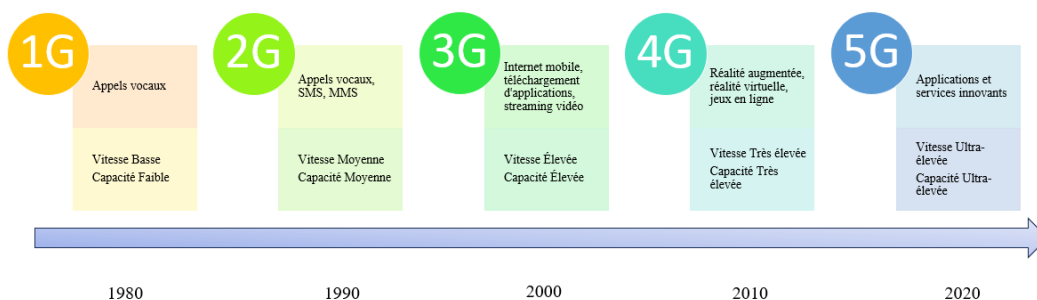 1G
Appels vocaux
Vitesse Basse
Capacité Faible
2G
Appels vocaux,
SMS, MMS
Vitesse Moyenne
Capacité Moyenne
3G
Internet mobile,
téléchargement
d'applications,
streaming vidéo
Vitesse Élevée
Capacité Élevée
4G
Réalité augmentée,
réalité virtuelle,
jeux en ligne
Vitesse Très élevée
Capacité Très
élevée
5G
Applications et
services innovants
Vitesse Ultra-
élevée
Capacité Ultra-
élevée
1980
1990
2000
2010
2020